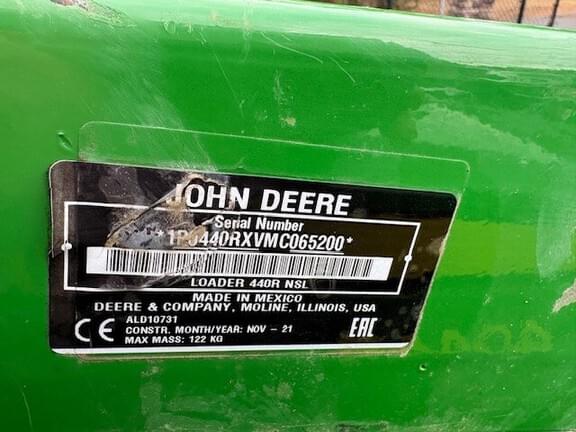 JOHN DEERE
Serial Number
*1P0440RXVMC065200*
LOADER 440R NSL
MADE IN MEXICO
DEERE & COMPANY, MOLINE, ILLINOIS, USA
ALD10731
CE CONSTR. MONTH/YEAR: NOV - 21 EAC
MAX MASS: 122 KG